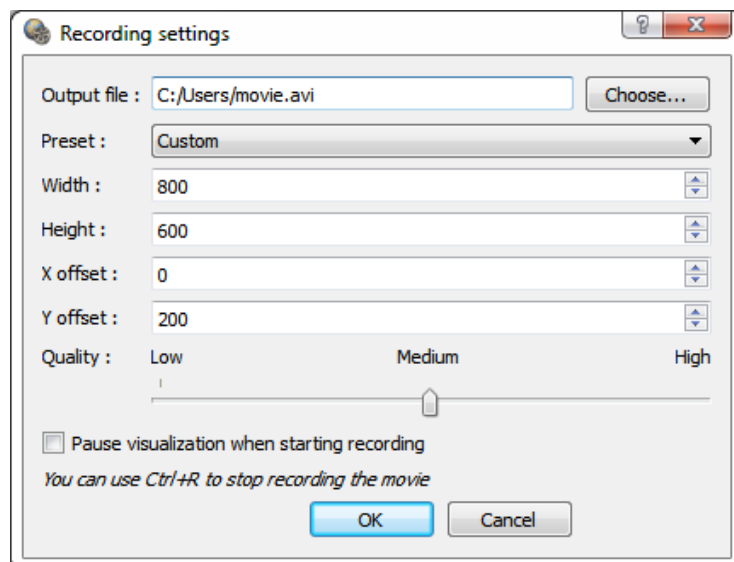 Recording settings
Output file : C:/Users/movie.avi Choose...
Preset : Custom
Width : 800
Height : 600
X offset : 0
Y offset : 200
Quality : Low Medium High
Pause visualization when starting recording
You can use Ctrl+R to stop recording the movie
OK Cancel